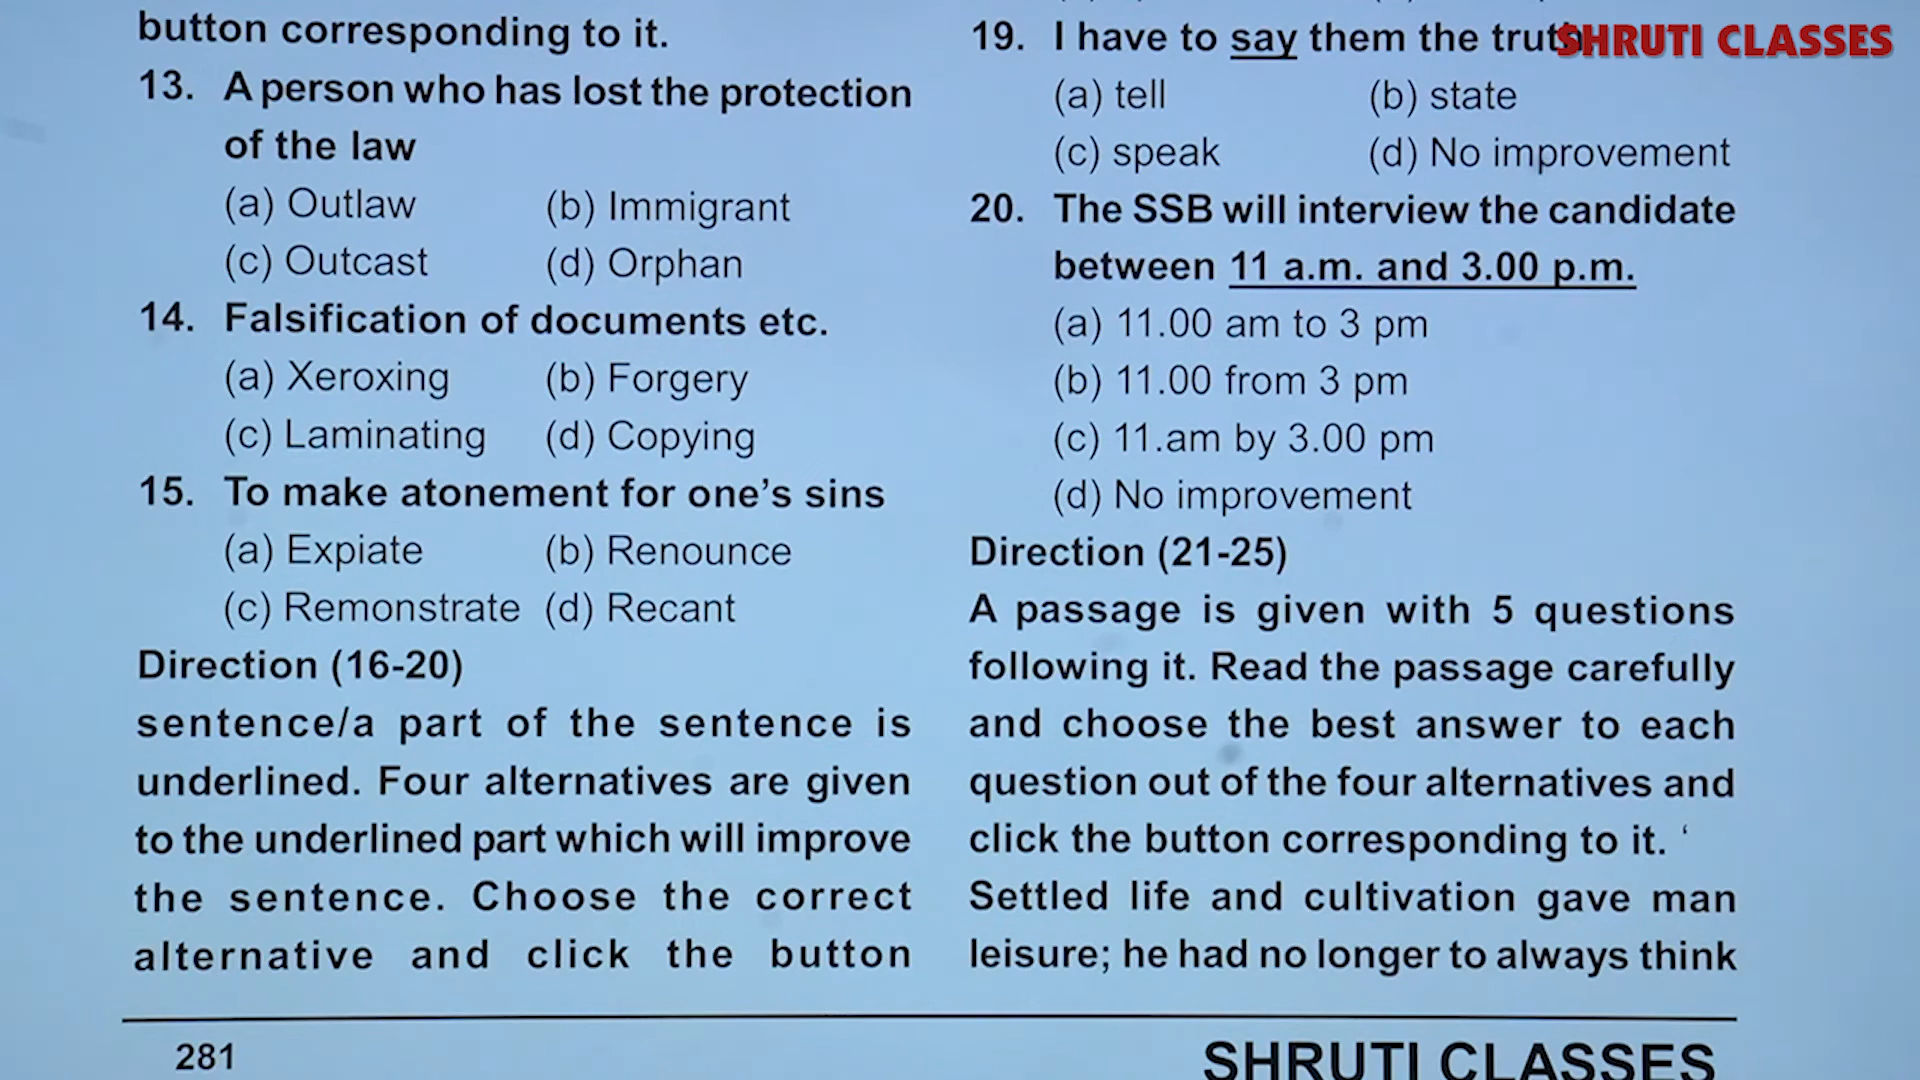 button corresponding to it.
13. A person who has lost the protection
of the law
(a) Outlaw (b) Immigrant
(c) Outcast (d) Orphan
14. Falsification of documents etc.
(a) Xeroxing (b) Forgery
(c) Laminating (d) Copying
15. To make atonement for one’s sins
(a) Expiate (b) Renounce
(c) Remonstrate (d) Recant
Direction (16-20)
sentence/a part of the sentence is
underlined. Four alternatives are given
to the underlined part which will improve
the sentence. Choose the correct
alternative and click the button
19. I have to say them the truth
SHRUTI CLASSES
(a) tell (b) state
(c) speak (d) No improvement
20. The SSB will interview the candidate
between 11 a.m. and 3.00 p.m.
(a) 11.00 am to 3 pm
(b) 11.00 from 3 pm
(c) 11.am by 3.00 pm
(d) No improvement
Direction (21-25)
A passage is given with 5 questions
following it. Read the passage carefully
and choose the best answer to each
question out of the four alternatives and
click the button corresponding to it. ‘
Settled life and cultivation gave man
leisure; he had no longer to always think
281
SHRUTI CLASSES